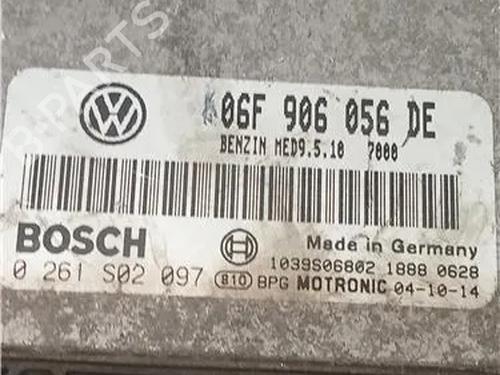 B-PARTS
06F 906 056 DE
BENZIN MED9.5.10 7000
BOSCH
Made in Germany
0 261 S02 097
1039S06802 1888 0628
810 BPG MOTRONIC 04-10-14